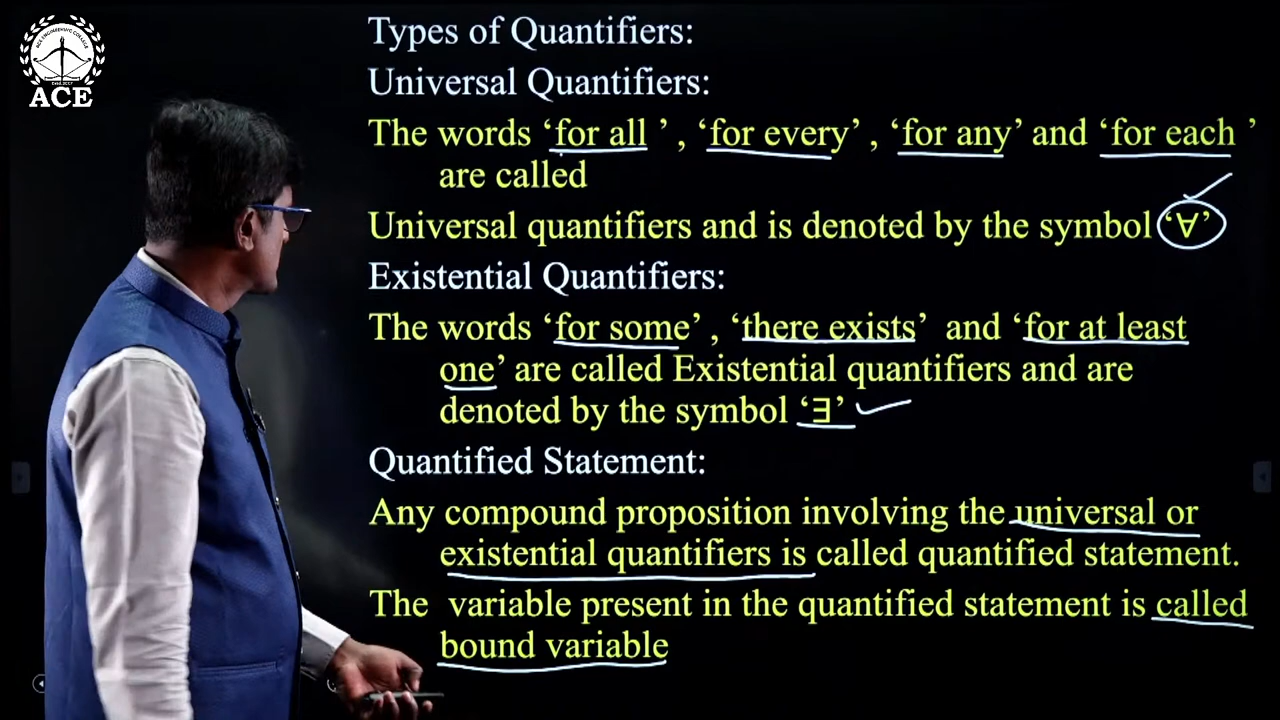 ACE ENGINEERING COLLEGE
ACE
Types of Quantifiers:
Universal Quantifiers:
The words ‘for all ’ , ‘for every’ , ‘for any’ and ‘for each ’
are called
Universal quantifiers and is denoted by the symbol ‘∀’
Existential Quantifiers:
The words ‘for some’ , ‘there exists’ and ‘for at least
one’ are called Existential quantifiers and are
denoted by the symbol ‘∃’
Quantified Statement:
Any compound proposition involving the universal or
existential quantifiers is called quantified statement.
The variable present in the quantified statement is called
bound variable